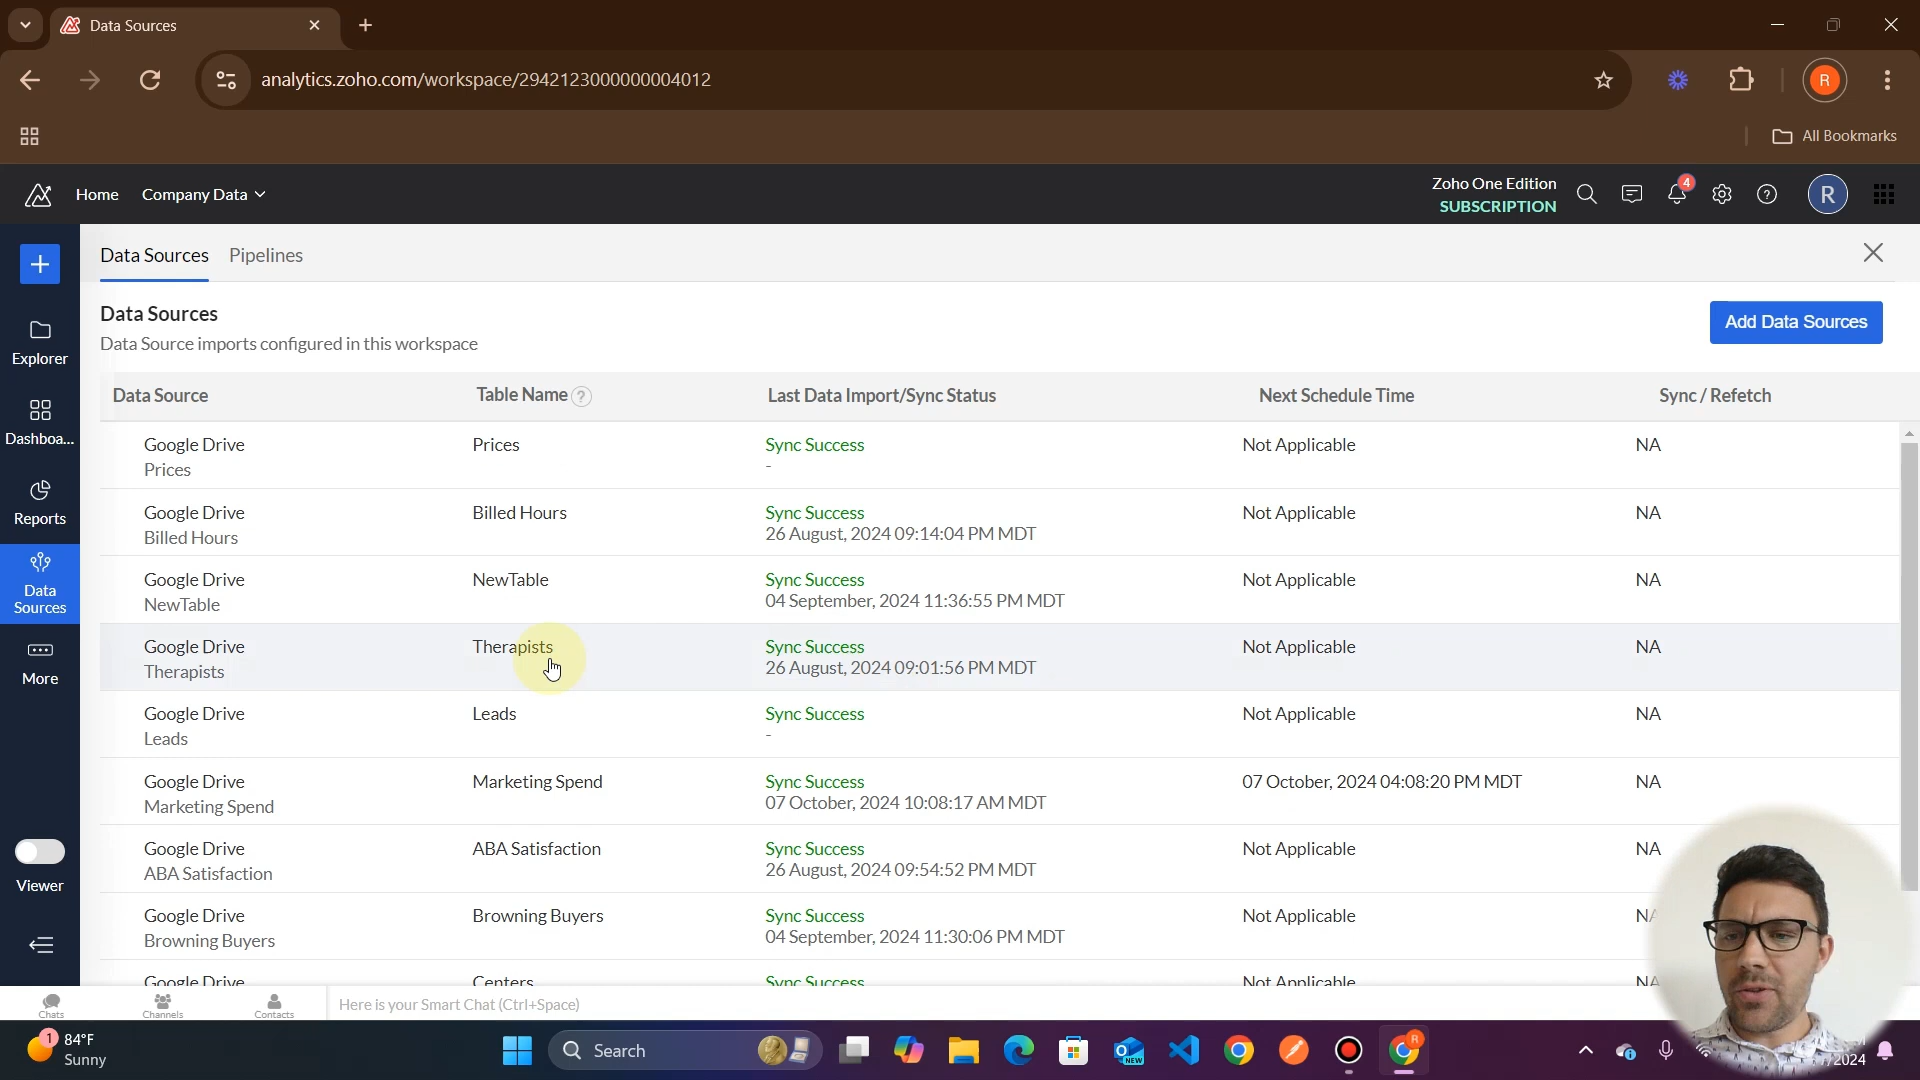 Data Sources
analytics.zoho.com/workspace/2942123000000004012
R
All Bookmarks
Home
Company Data
Zoho One Edition
SUBSCRIPTION
4
R
Data Sources
Pipelines
Explorer
Dashboa...
Reports
Data
Sources
More
Viewer
Data Sources
Data Source imports configured in this workspace
Add Data Sources
Data Source
Table Name ?
Last Data Import/Sync Status
Next Schedule Time
Sync / Refetch
Google Drive
Prices
Prices
Sync Success
-
Not Applicable
NA
Google Drive
Billed Hours
Billed Hours
Sync Success
26 August, 2024 09:14:04 PM MDT
Not Applicable
NA
Google Drive
NewTable
NewTable
Sync Success
04 September, 2024 11:36:55 PM MDT
Not Applicable
NA
Google Drive
Therapists
Therapists
Sync Success
26 August, 2024 09:01:56 PM MDT
Not Applicable
NA
Google Drive
Leads
Leads
Sync Success
-
Not Applicable
NA
Google Drive
Marketing Spend
Marketing Spend
Sync Success
07 October, 2024 10:08:17 AM MDT
07 October, 2024 04:08:20 PM MDT
NA
Google Drive
ABA Satisfaction
ABA Satisfaction
Sync Success
26 August, 2024 09:54:52 PM MDT
Not Applicable
NA
Google Drive
Browning Buyers
Browning Buyers
Sync Success
04 September, 2024 11:30:06 PM MDT
Not Applicable
NA
Google Drive
Centers
Sync Success
Not Applicable
NA
Chats
Channels
Contacts
Here is your Smart Chat (Ctrl+Space)
1
84°F
Sunny
Search
NEW
R
/2024